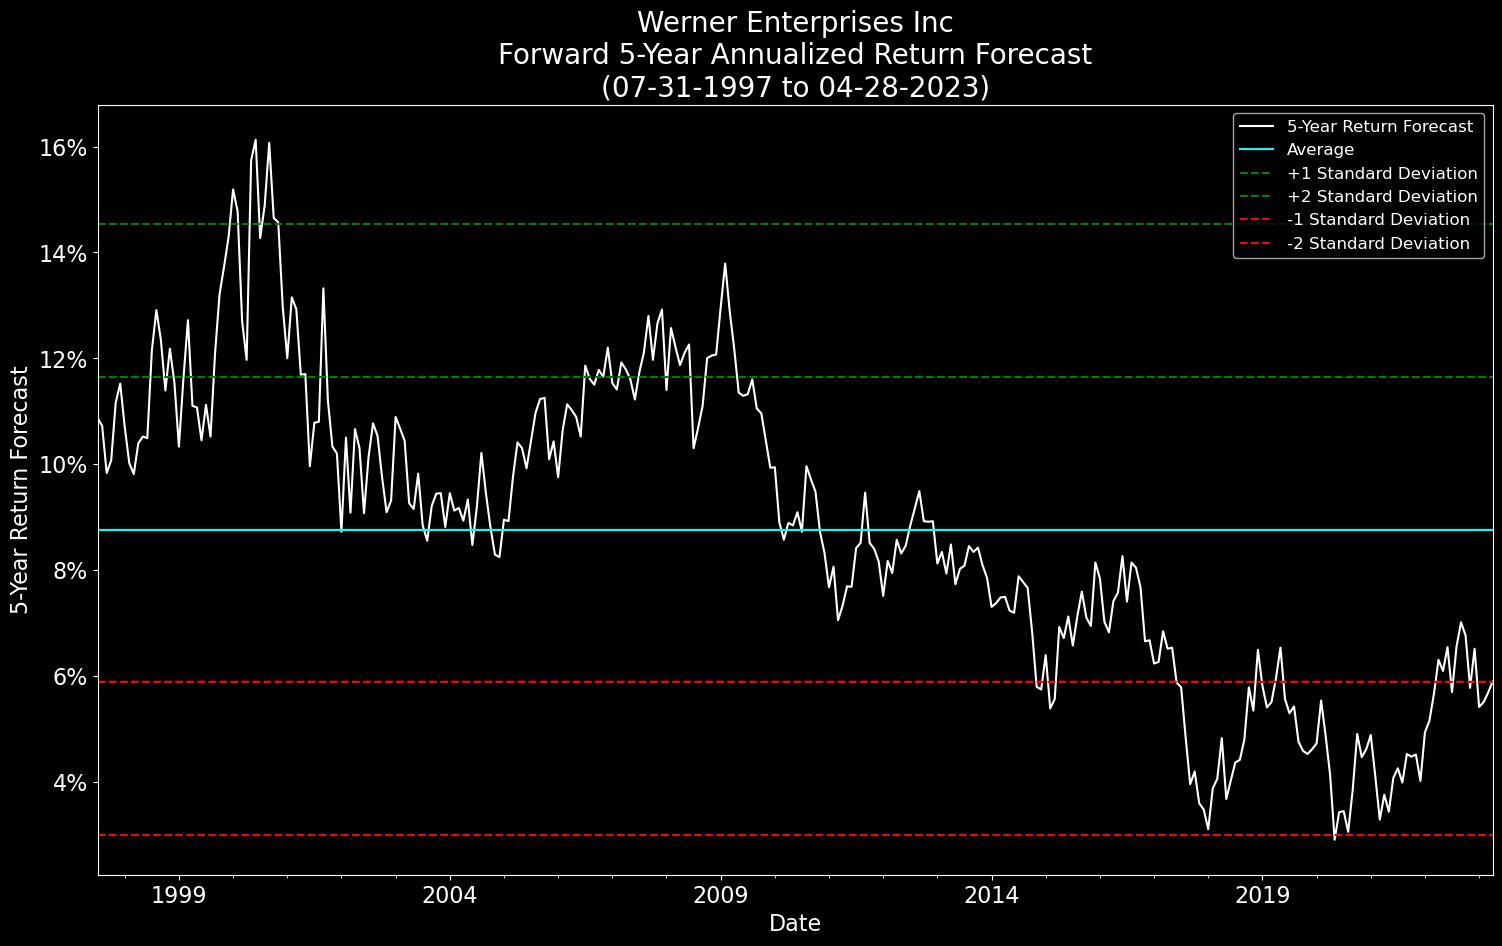 Werner Enterprises Inc
Forward 5-Year Annualized Return Forecast
(07-31-1997 to 04-28-2023)
5-Year Return Forecast
Average
+1 Standard Deviation
+2 Standard Deviation
-1 Standard Deviation
-2 Standard Deviation
16%
14%
12%
10%
8%
6%
4%
5-Year Return Forecast
1999
2004
2009
2014
2019
Date